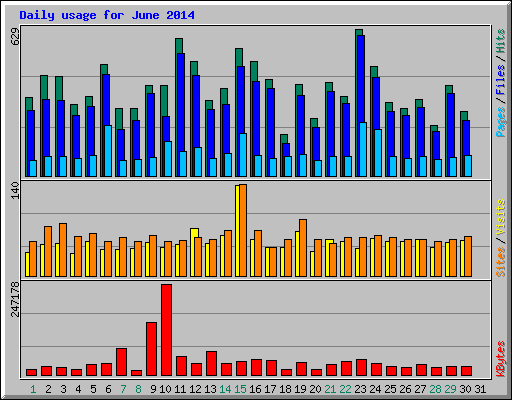 Daily usage for June 2014
629
Pages / Files / Hits
140
Sites / Visits
247178
KBytes
1 2 3 4 5 6 7 8 9 10 11 12 13 14 15 16 17 18 19 20 21 22 23 24 25 26 27 28 29 30 31